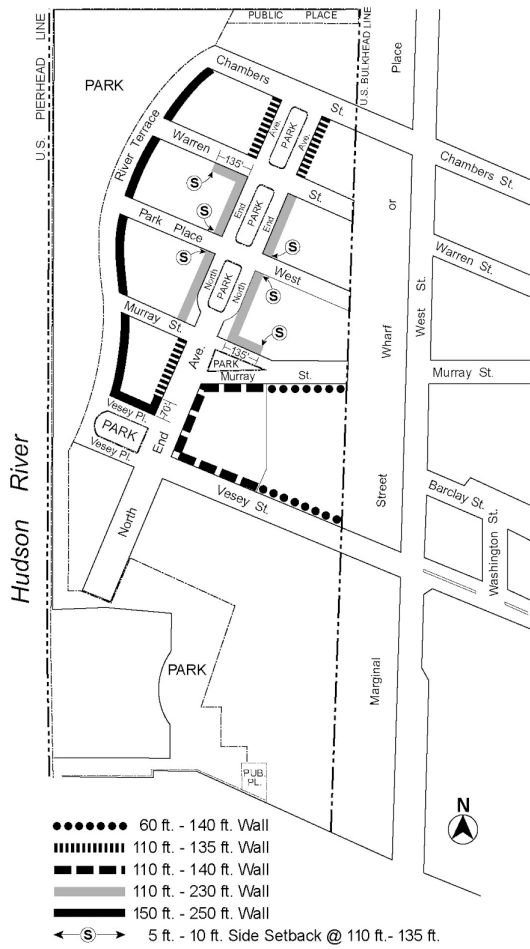 PUBLIC PLACE
U.S. PIERHEAD LINE
U.S. BULKHEAD LINE
Place
PARK
Chambers
St.
River Terrace
Ave.
PARK
Ave.
Chambers St.
Warren
135'
St.
S
S
End
PARK
End
or
Park Place
S
S
Warren St.
West
North
PARK
North
S
West St.
Wharf
Murray St.
S
Ave.
135'
PARK
Murray
St.
Murray St.
70'
Vesey Pl.
PARK
Vesey Pl.
End
Vesey St.
Street
Barclay St.
Washington St.
North
Hudson River
PARK
Marginal
PUB.
PL.
N
60 ft. - 140 ft. Wall
110 ft. - 135 ft. Wall
110 ft. - 140 ft. Wall
110 ft. - 230 ft. Wall
150 ft. - 250 ft. Wall
S 5 ft. - 10 ft. Side Setback @ 110 ft.- 135 ft.